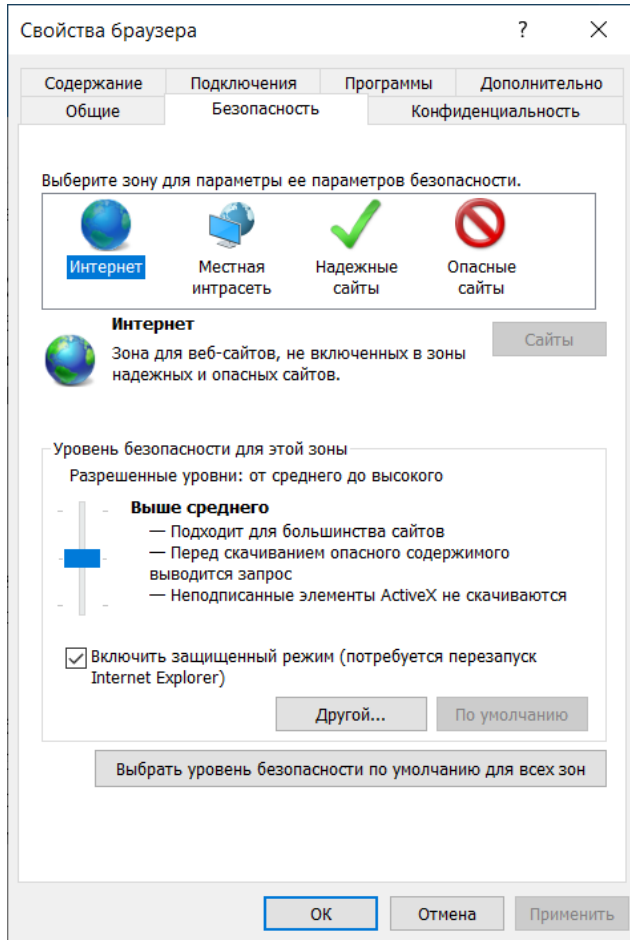 Свойства браузера
?
Содержание Подключения Программы Дополнительно
Общие Безопасность Конфиденциальность
Выберите зону для параметры ее параметров безопасности.
Интернет Местная интрасеть Надежные сайты Опасные сайты
Интернет
Сайты
Зона для веб-сайтов, не включенных в зоны
надежных и опасных сайтов.
Уровень безопасности для этой зоны
Разрешенные уровни: от среднего до высокого
Выше среднего
— Подходит для большинства сайтов
— Перед скачиванием опасного содержимого
выводится запрос
— Неподписанные элементы ActiveX не скачиваются
Включить защищенный режим (потребуется перезапуск
Internet Explorer)
Другой... По умолчанию
Выбрать уровень безопасности по умолчанию для всех зон
ОК Отмена Применить